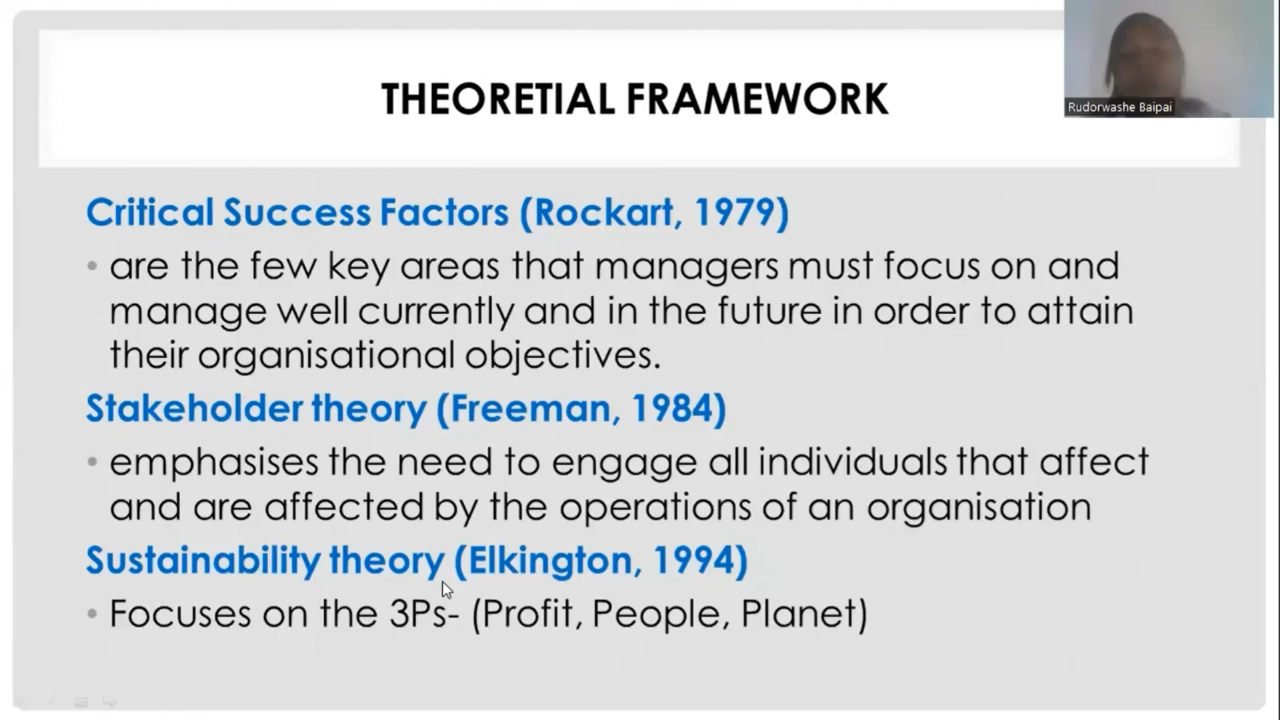 THEORETIAL FRAMEWORK
Rudorwashe Baipai
Critical Success Factors (Rockart, 1979)
• are the few key areas that managers must focus on and
manage well currently and in the future in order to attain
their organisational objectives.
Stakeholder theory (Freeman, 1984)
• emphasises the need to engage all individuals that affect
and are affected by the operations of an organisation
Sustainability theory (Elkington, 1994)
• Focuses on the 3Ps- (Profit, People, Planet)